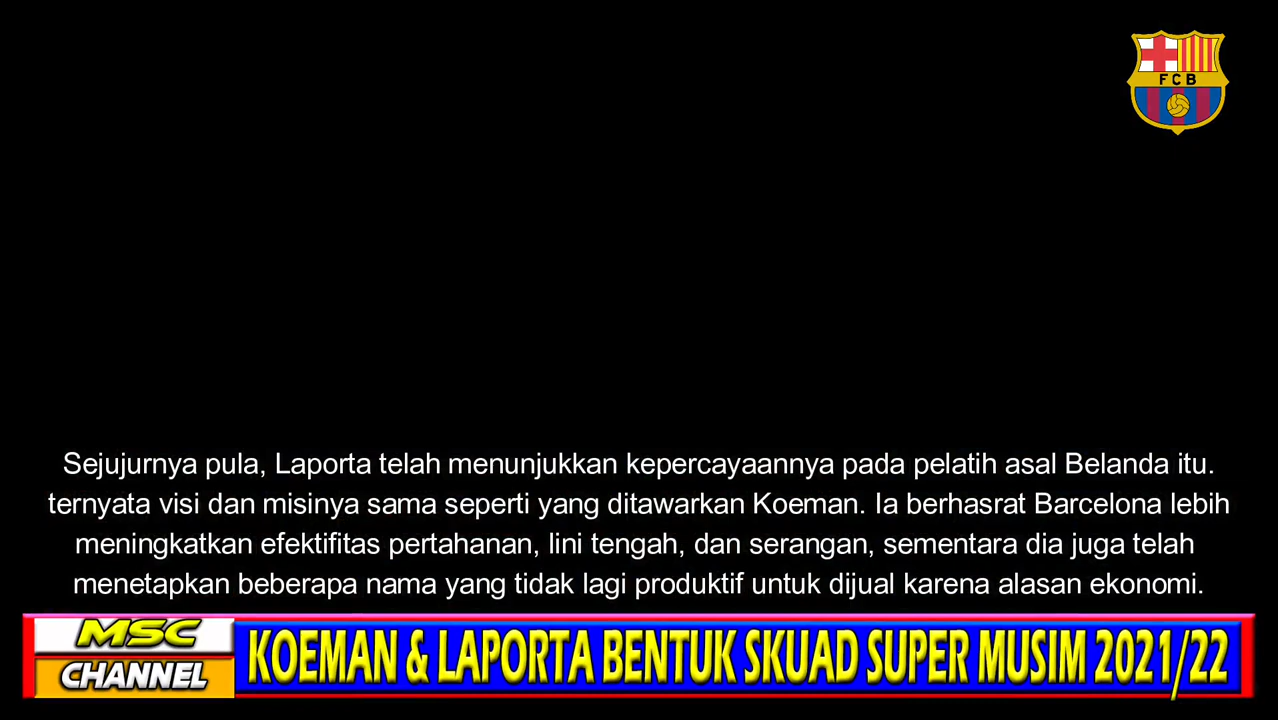 FCB
Sejujurnya pula, Laporta telah menunjukkan kepercayaannya pada pelatih asal Belanda itu.
ternyata visi dan misinya sama seperti yang ditawarkan Koeman. Ia berhasrat Barcelona lebih
meningkatkan efektifitas pertahanan, lini tengah, dan serangan, sementara dia juga telah
menetapkan beberapa nama yang tidak lagi produktif untuk dijual karena alasan ekonomi.
MSC
CHANNEL
KOEMAN & LAPORTA BENTUK SKUAD SUPER MUSIM 2021/22